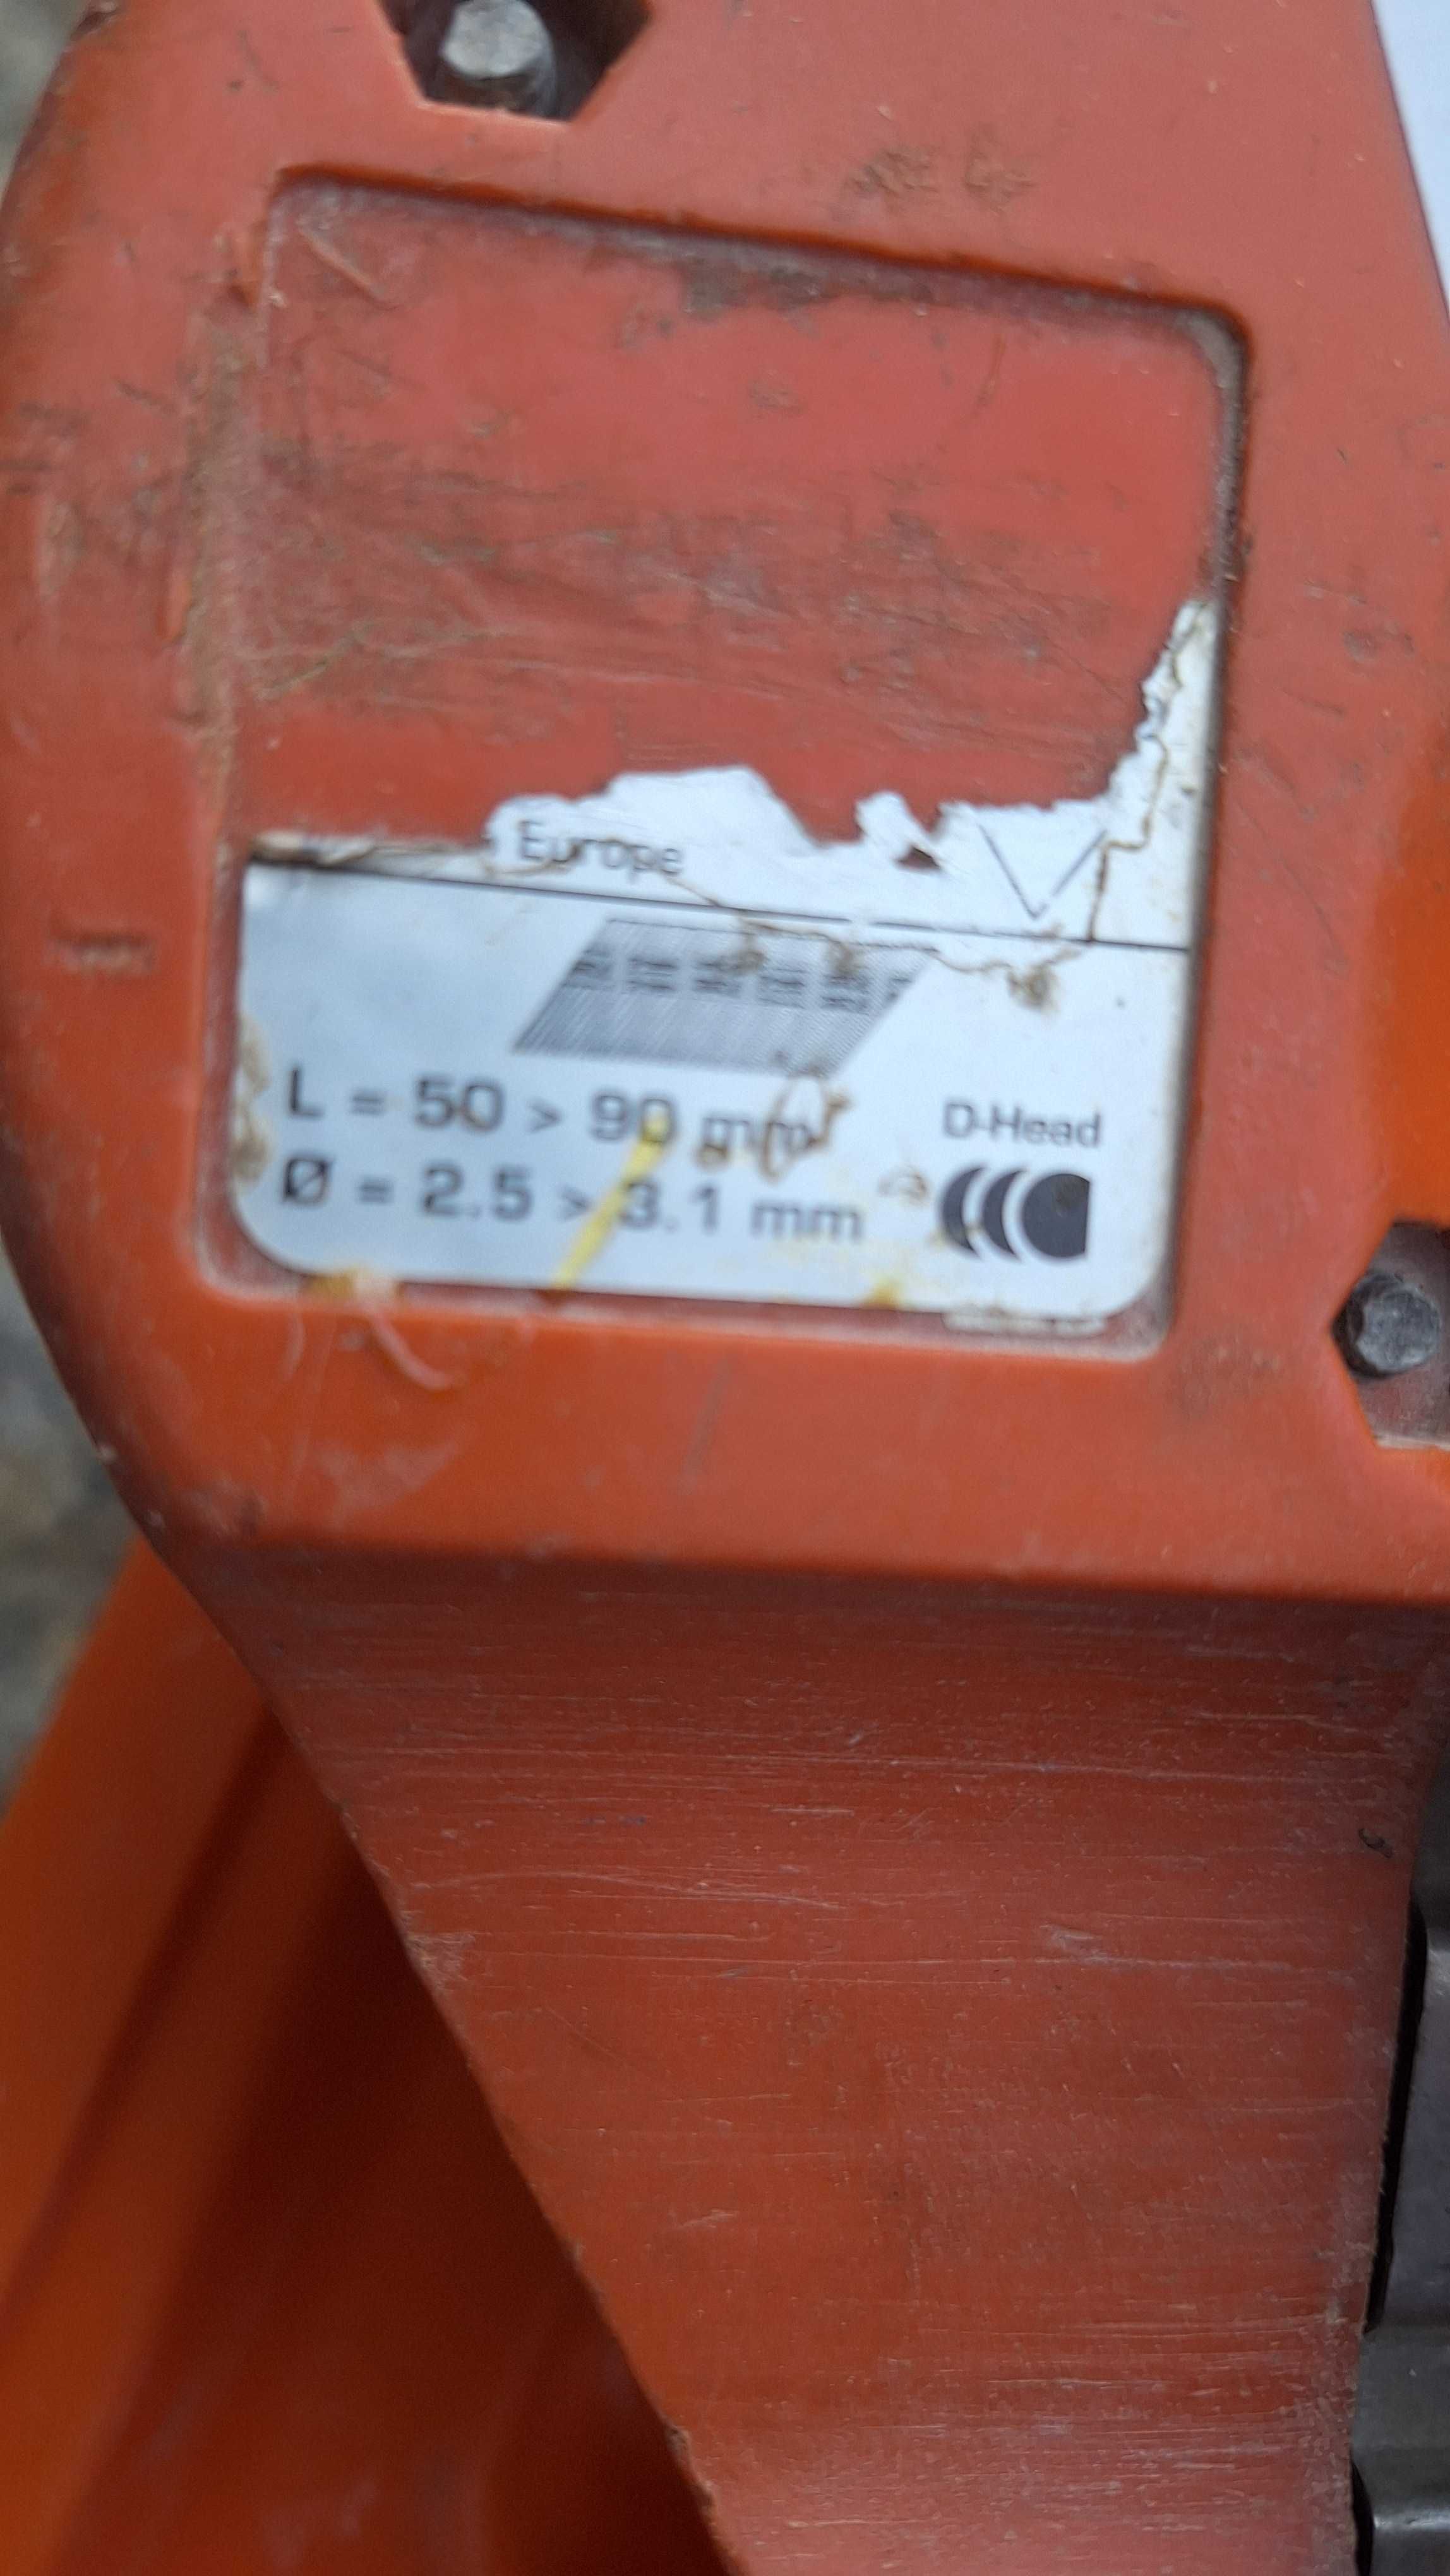 Europe
L = 50 > 90 mm
Ø = 2.5 > 3.1 mm
D-Head